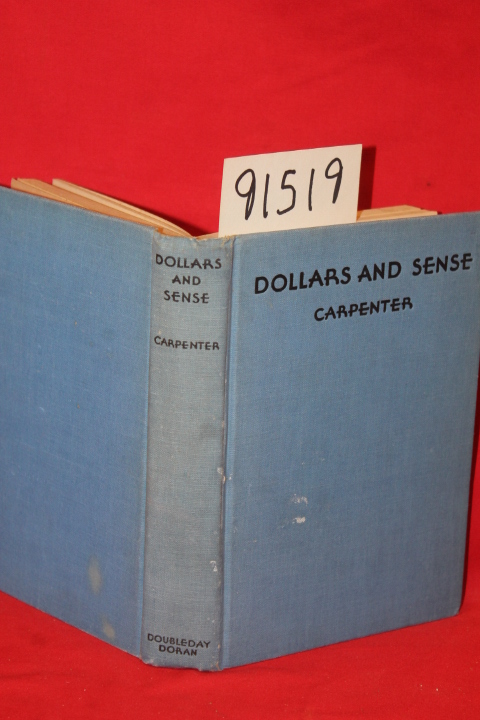 91519
DOLLARS
AND
SENSE
CARPENTER
DOUBLEDAY
DORAN
DOLLARS AND SENSE
CARPENTER